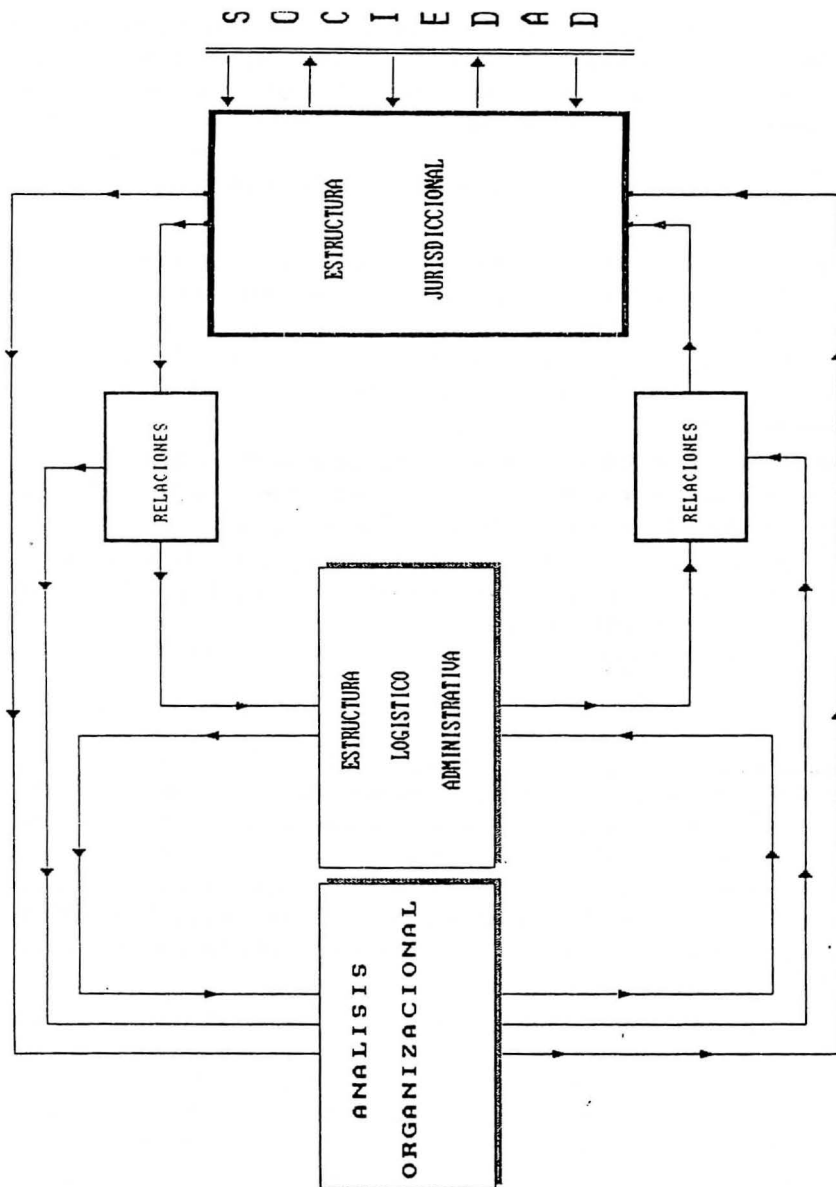 SOCIEDAD
ESTRUCTURA
JURISDICCIONAL
RELACIONES
RELACIONES
ESTRUCTURA
LOGISTICO
ADMINISTRATIVA
ANALISIS
ORGANIZACIONAL